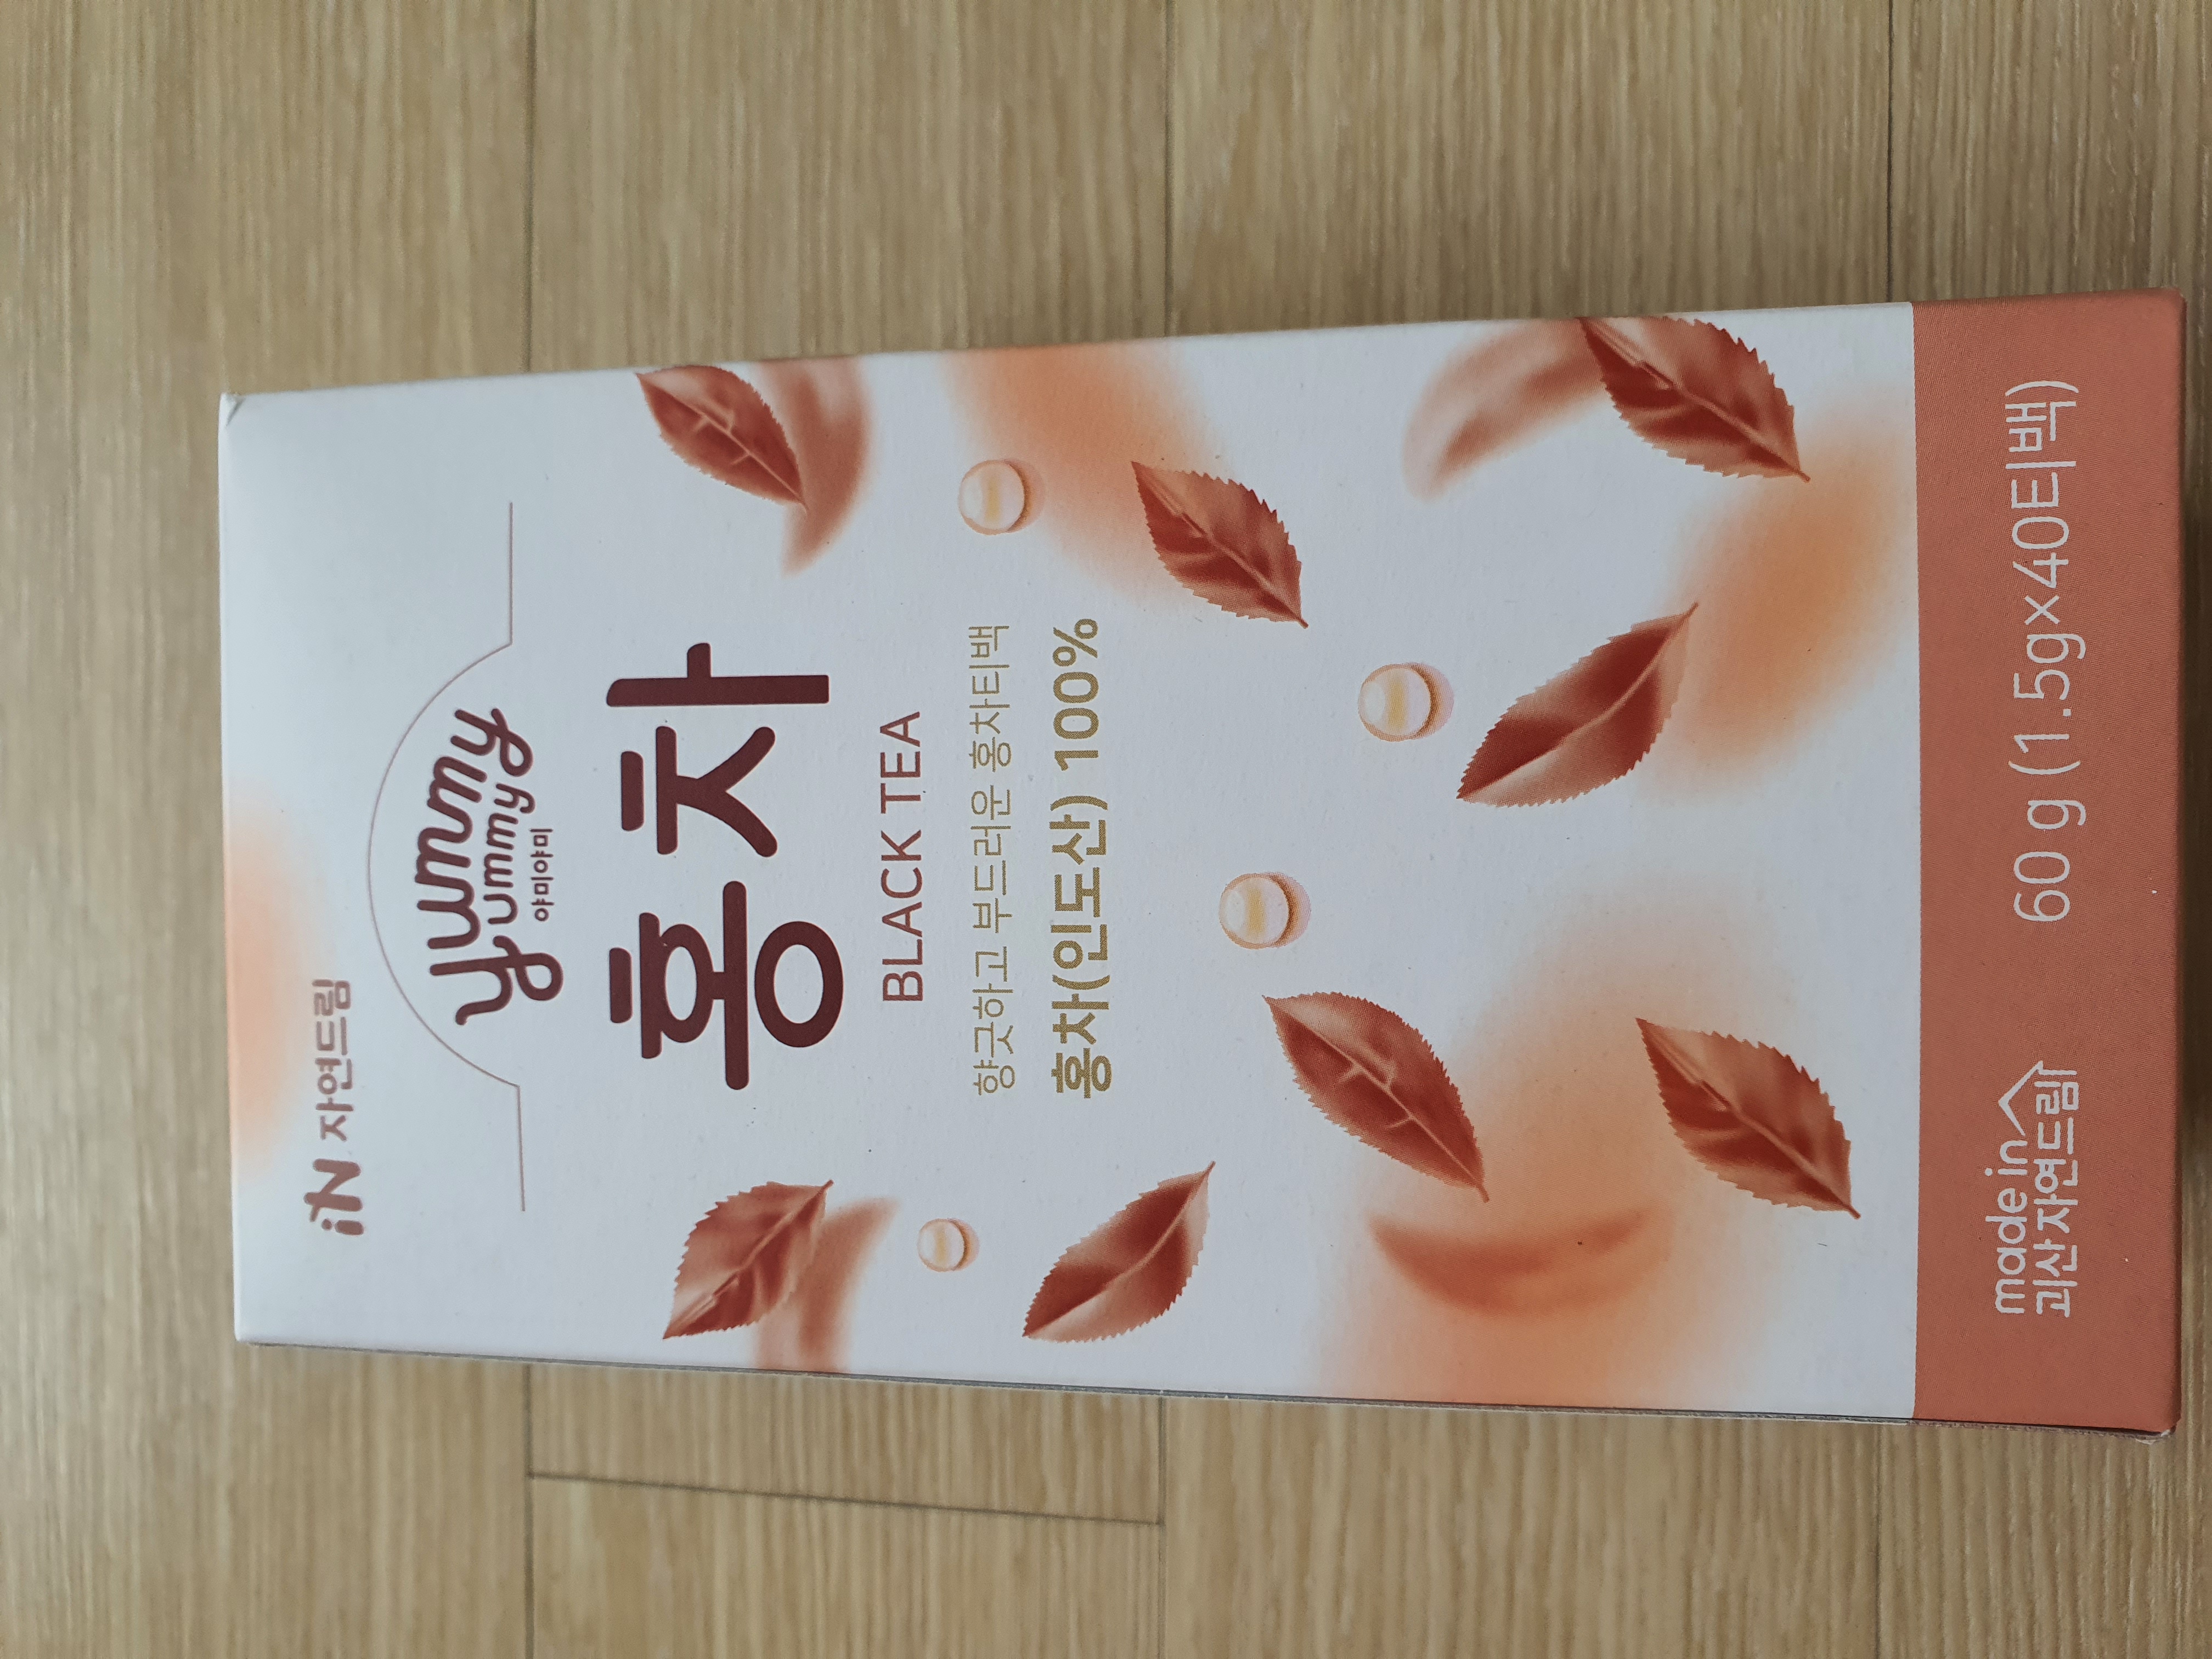 iN 자연드림
yummy
yummy
야미야미
홍차
BLACK TEA
향긋하고 부드러운 홍차티백
홍차(인도산) 100%
made in
괴산자연드림
60 g (1.5g×40티백)